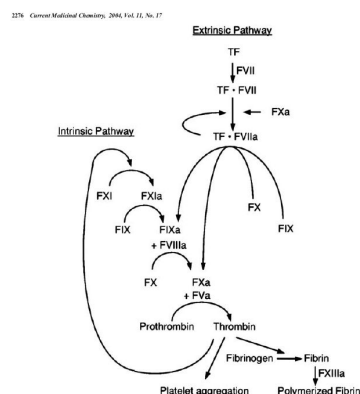 2276 Current Medicinal Chemistry, 2004, Vol. 11, No. 17
Extrinsic Pathway
TF
FVII
TF • FVII
FXa
Intrinsic Pathway
TF • FVIIa
FXI FXIa
FX
FIX FIXa
FIX
+ FVIIIa
FX FXa
+ FVa
Prothrombin Thrombin
Fibrinogen Fibrin
FXIIIa
Platelet aggregation Polymerized Fibrin